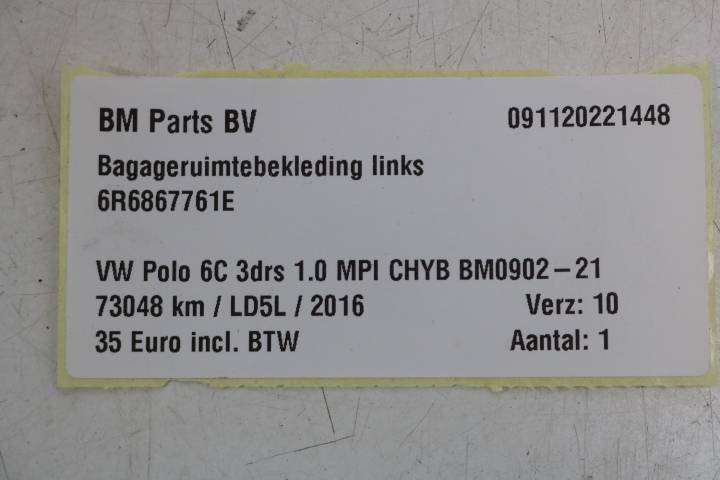 BM Parts BV 091120221448
Bagageruimtebekleding links
6R6867761E
VW Polo 6C 3drs 1.0 MPI CHYB BM0902-21
73048 km / LD5L / 2016 Verz: 10
35 Euro incl. BTW Aantal: 1